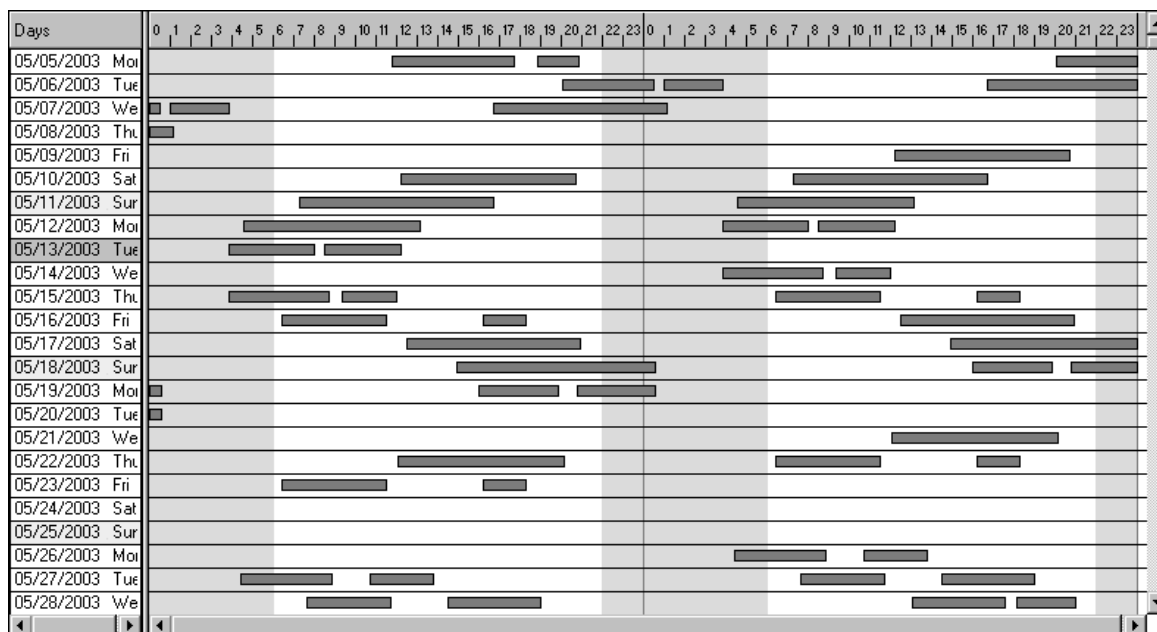 Days 0 1 2 3 4 5 6 7 8 9 10 11 12 13 14 15 16 17 18 19 20 21 22 23 0 1 2 3 4 5 6 7 8 9 10 11 12 13 14 15 16 17 18 19 20 21 22 23
05/05/2003 Mo
05/06/2003 Tue
05/07/2003 We
05/08/2003 Thu
05/09/2003 Fri
05/10/2003 Sat
05/11/2003 Sun
05/12/2003 Mo
05/13/2003 Tue
05/14/2003 We
05/15/2003 Thu
05/16/2003 Fri
05/17/2003 Sat
05/18/2003 Sun
05/19/2003 Mo
05/20/2003 Tue
05/21/2003 We
05/22/2003 Thu
05/23/2003 Fri
05/24/2003 Sat
05/25/2003 Sun
05/26/2003 Mo
05/27/2003 Tue
05/28/2003 We